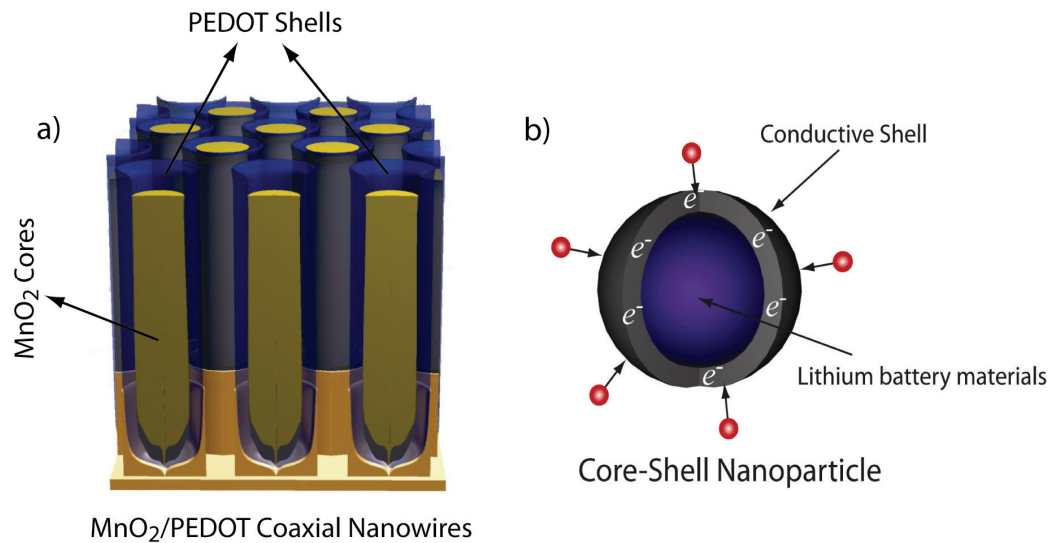 PEDOT Shells
a)
MnO₂ Cores
MnO₂/PEDOT Coaxial Nanowires
b)
Conductive Shell
e⁻
e⁻
e⁻
e⁻
e⁻
e⁻
Lithium battery materials
Core-Shell Nanoparticle